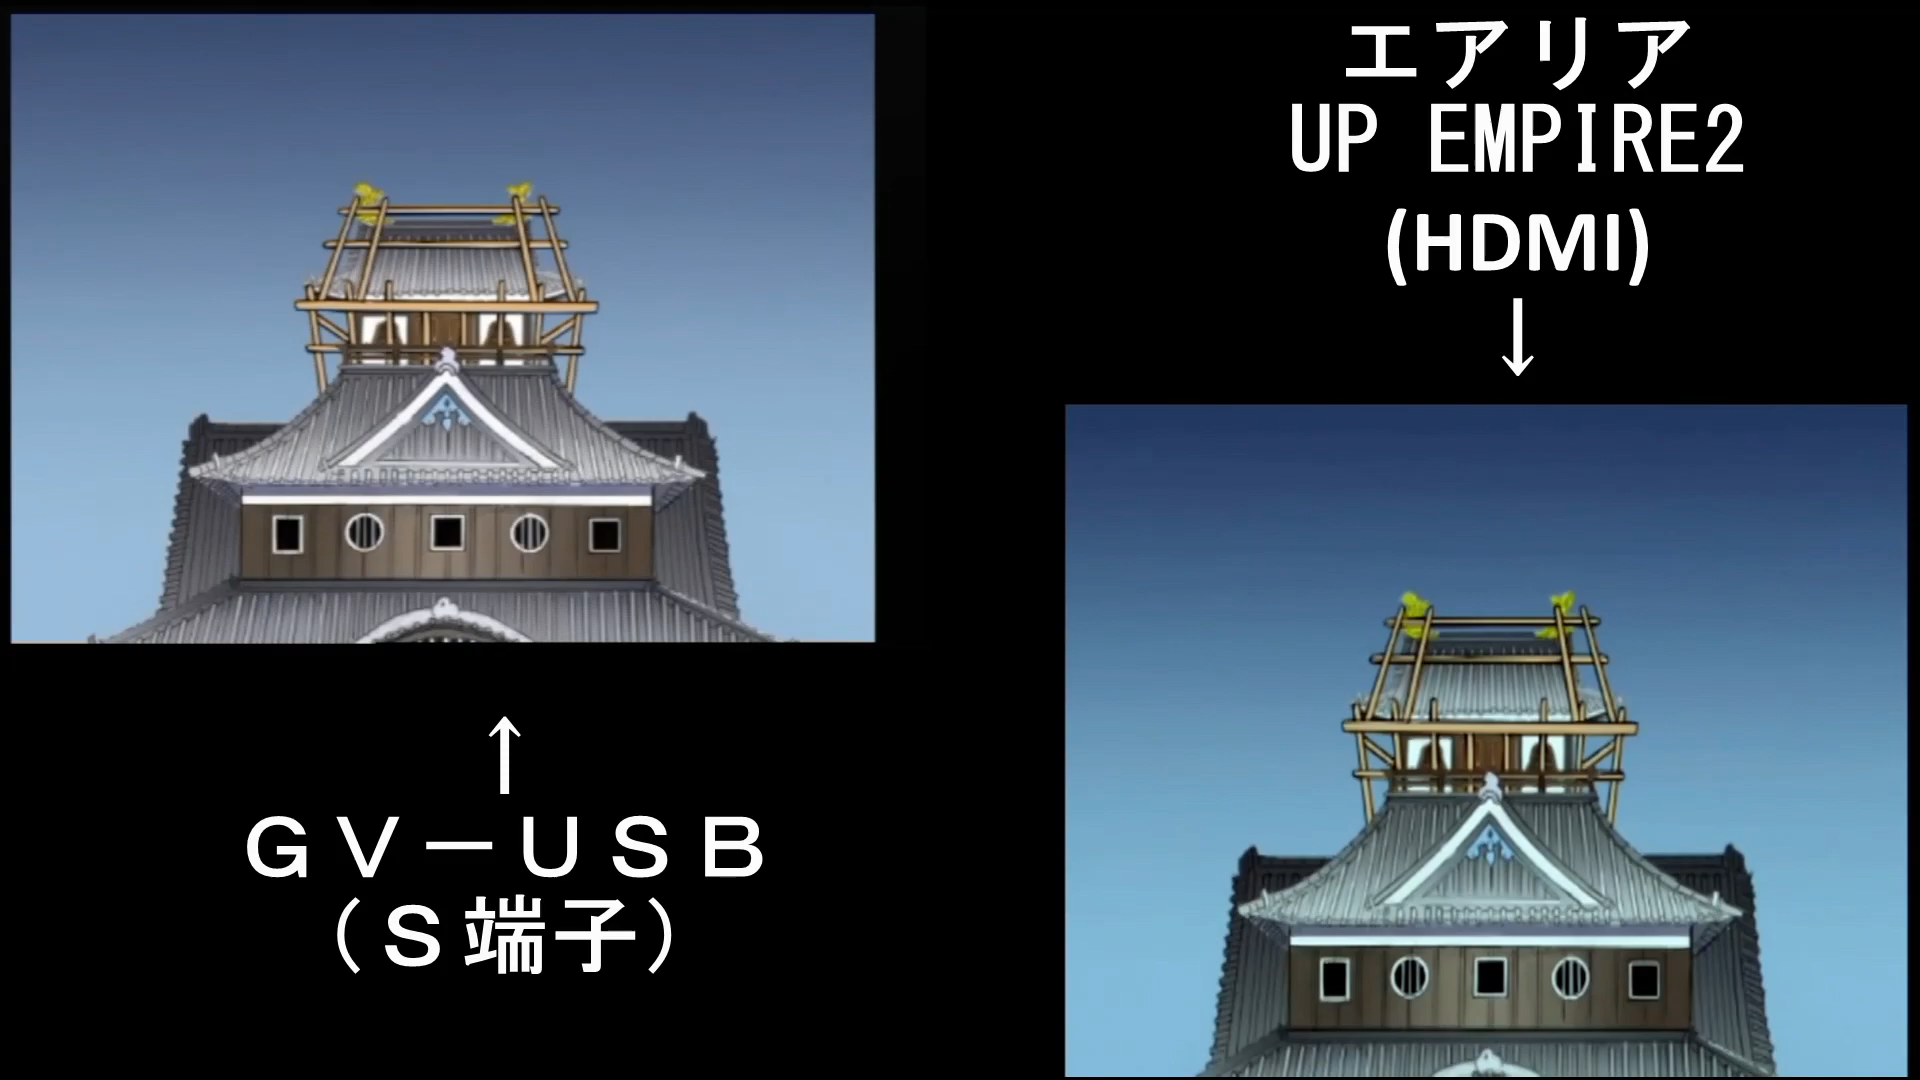 エアリア
UP EMPIRE2
(HDMI)
↓
↑
ＧＶ－ＵＳＢ
（Ｓ端子）